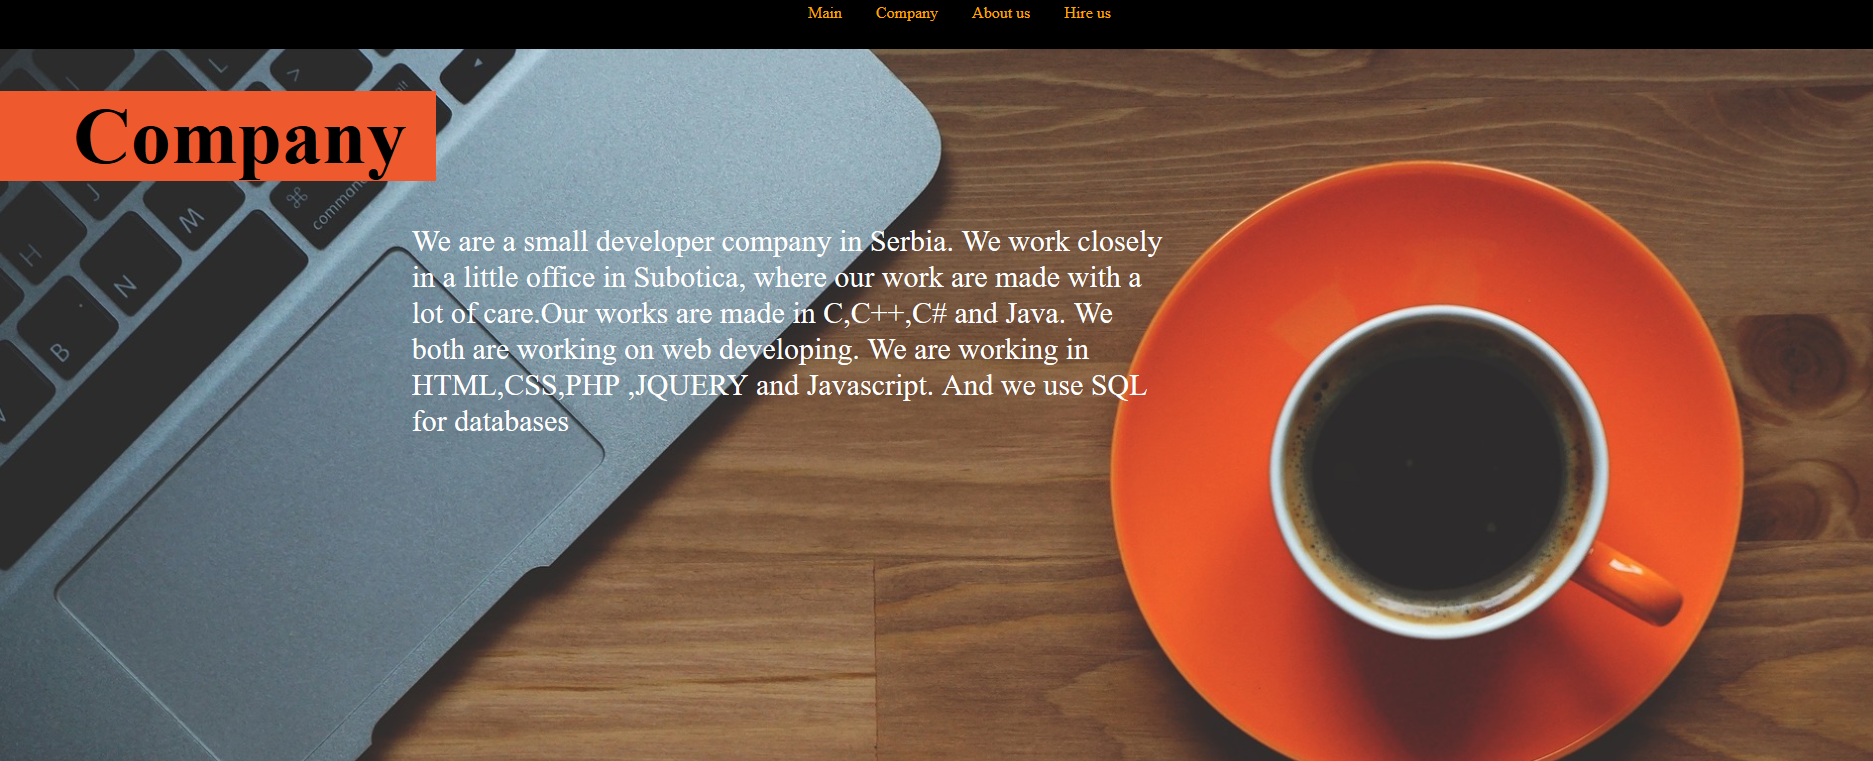 Main Company About us Hire us
Company
We are a small developer company in Serbia. We work closely
in a little office in Subotica, where our work are made with a
lot of care.Our works are made in C,C++,C# and Java. We
both are working on web developing. We are working in
HTML,CSS,PHP ,JQUERY and Javascript. And we use SQL
for databases
L
J
M
H
N
B
V
⌘
command
>